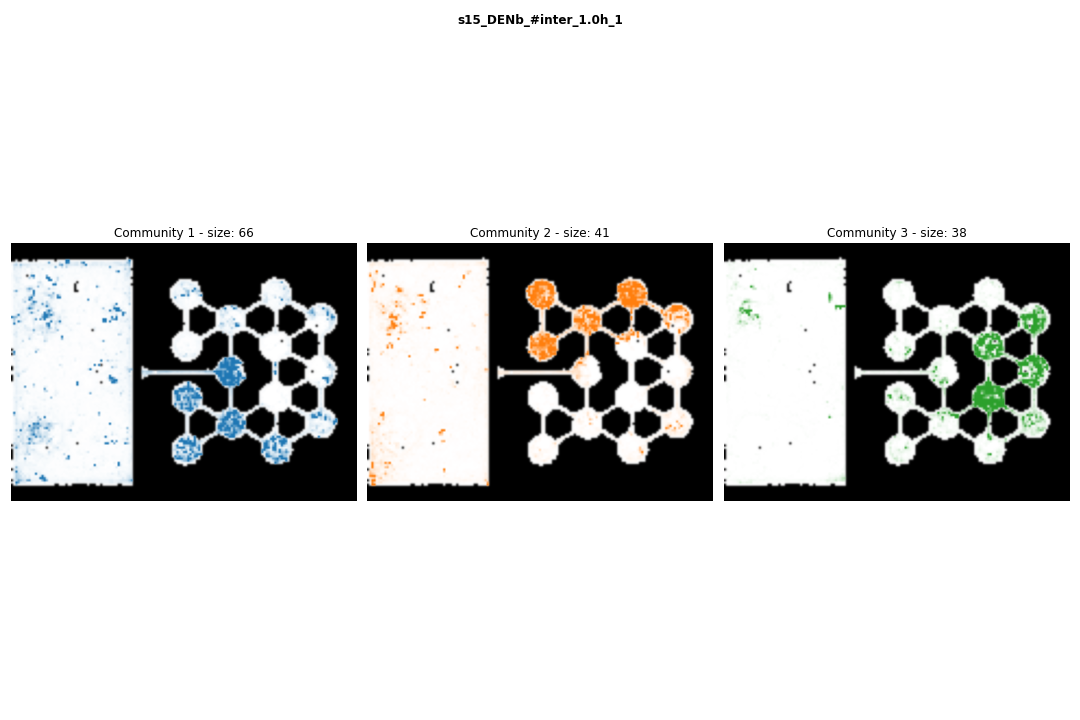 s15_DENb_#inter_1.0h_1
Community 1 - size: 66
Community 2 - size: 41
Community 3 - size: 38